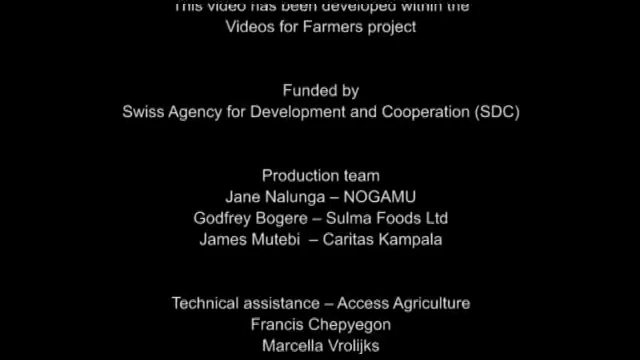 This video has been developed within the
Videos for Farmers project
Funded by
Swiss Agency for Development and Cooperation (SDC)
Production team
Jane Nalunga – NOGAMU
Godfrey Bogere – Sulma Foods Ltd
James Mutebi – Caritas Kampala
Technical assistance – Access Agriculture
Francis Chepyegon
Marcella Vrolijks